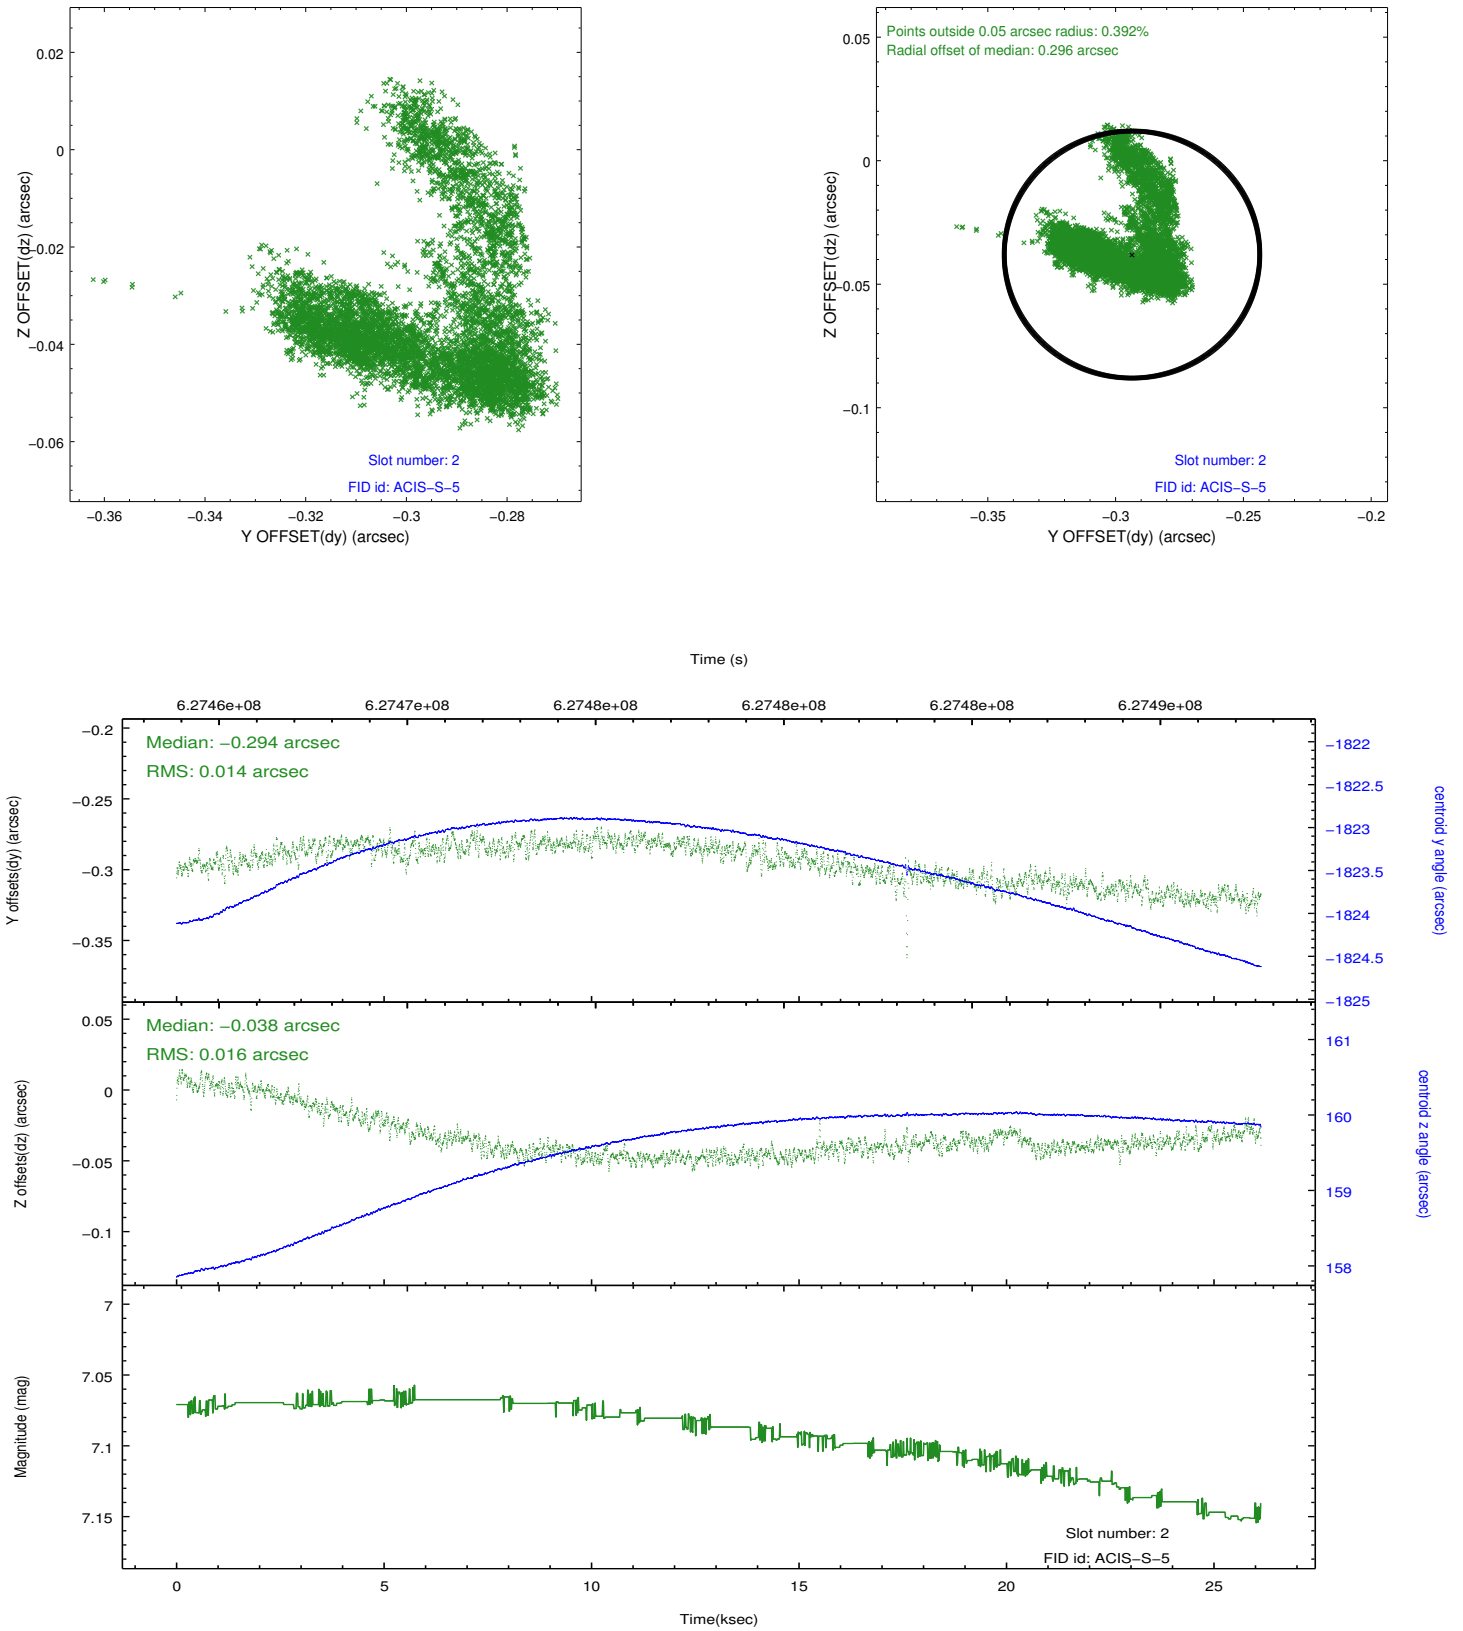 0.02
0
−0.02
−0.04
−0.06
Z OFFSET(dz) (arcsec)
Slot number: 2
FID id: ACIS−S−5
−0.36
−0.34
−0.32
−0.3
−0.28
Y OFFSET(dy) (arcsec)
Points outside 0.05 arcsec radius: 0.392%
Radial offset of median: 0.296 arcsec
0.05
0
−0.05
−0.1
Z OFFSET(dz) (arcsec)
Slot number: 2
FID id: ACIS−S−5
−0.35
−0.3
−0.25
−0.2
Y OFFSET(dy) (arcsec)
Time (s)
6.2746e+08
6.2747e+08
6.2748e+08
6.2748e+08
6.2748e+08
6.2749e+08
Median: −0.294 arcsec
RMS: 0.014 arcsec
−0.2
−0.25
−0.3
−0.35
Y offsets(dy) (arcsec)
−1822
−1822.5
−1823
−1823.5
−1824
−1824.5
−1825
centroid y angle (arcsec)
Median: −0.038 arcsec
RMS: 0.016 arcsec
0.05
0
−0.05
−0.1
Z offsets(dz) (arcsec)
161
160
159
158
centroid z angle (arcsec)
7
7.05
7.1
7.15
Magnitude (mag)
Slot number: 2
FID id: ACIS−S−5
0
5
10
15
20
25
Time(ksec)